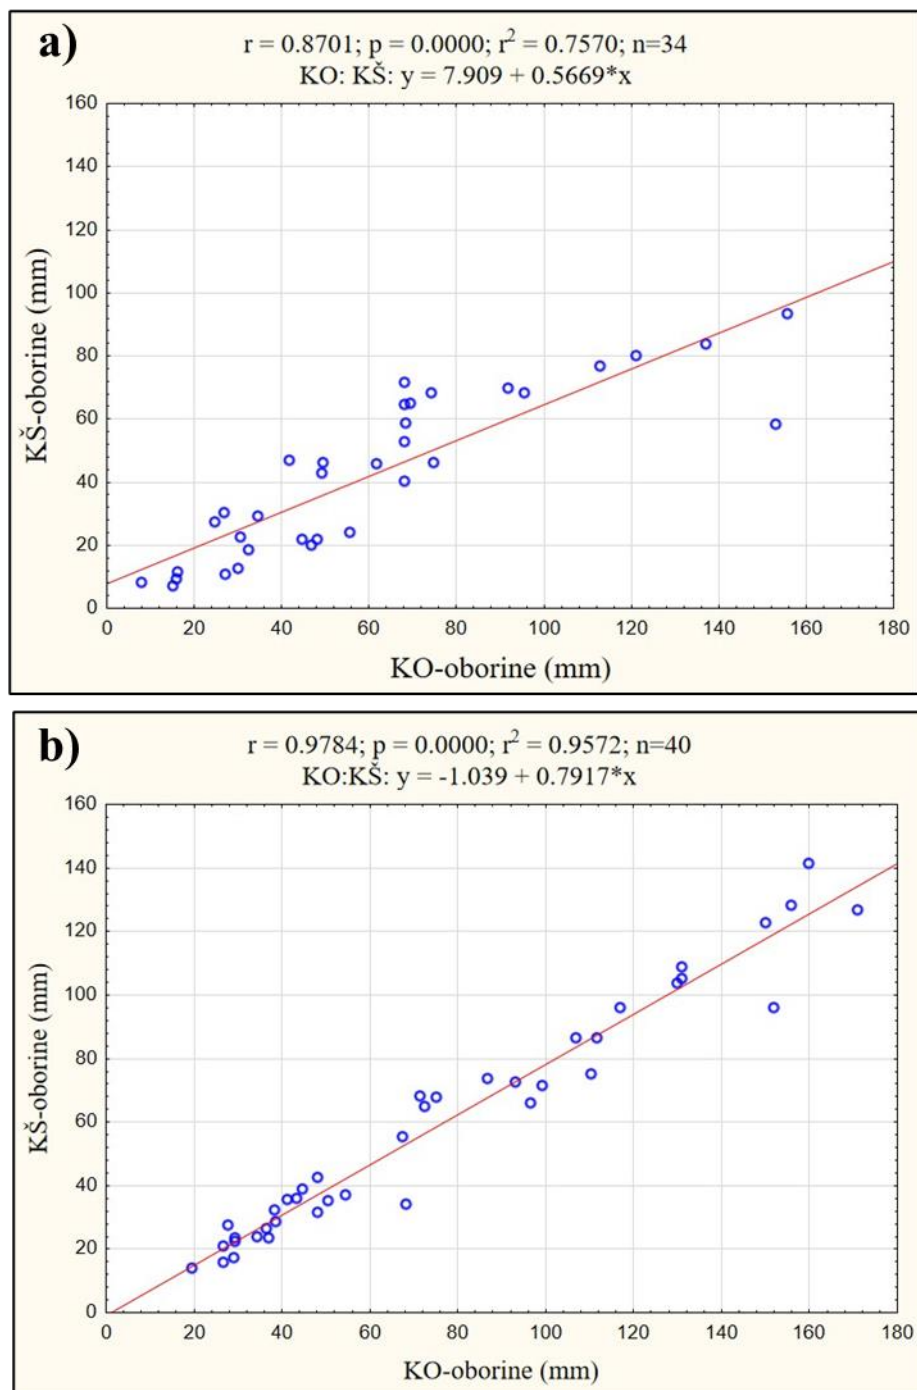 a)
r = 0.8701; p = 0.0000; r² = 0.7570; n=34
KO: KŠ: y = 7.909 + 0.5669*x
160
140
120
100
80
60
40
20
0
KŠ-oborine (mm)
0 20 40 60 80 100 120 140 160 180
KO-oborine (mm)
b)
r = 0.9784; p = 0.0000; r² = 0.9572; n=40
KO:KŠ: y = -1.039 + 0.7917*x
160
140
120
100
80
60
40
20
0
KŠ-oborine (mm)
0 20 40 60 80 100 120 140 160 180
KO-oborine (mm)